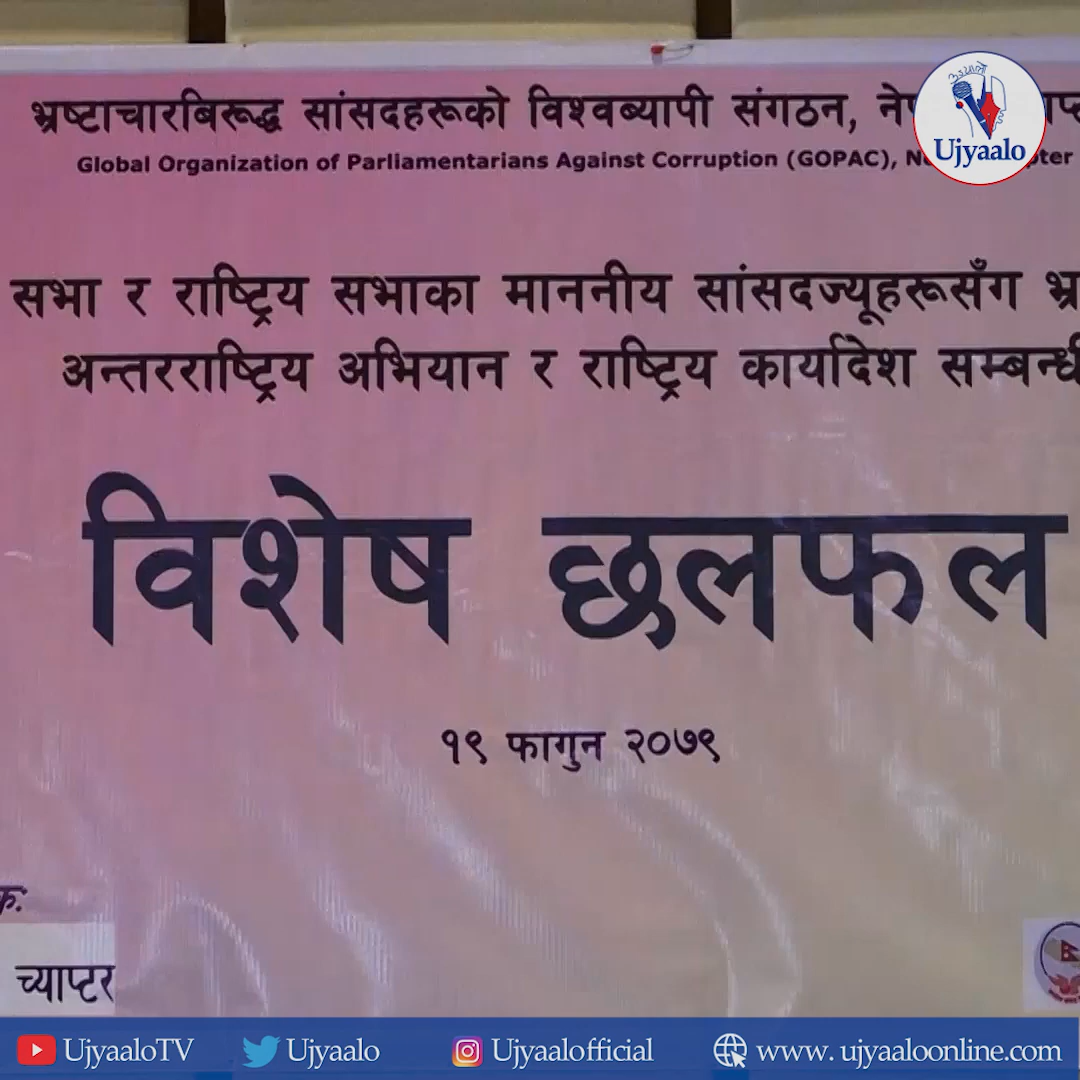 भ्रष्टाचारबिरूद्ध सांसदहरूको विश्वब्यापी संगठन,
Global Organization of Parliamentarians Against Corruption (GOPAC),
उज्यालो
Ujyaalo
सभा र राष्ट्रिय सभाका माननीय सांसदज्यूहरूसँग
अन्तरराष्ट्रिय अभियान र राष्ट्रिय कार्यादेश सम्बन्धी
विशेष छलफल
१९ फागुन २०७९
च्याप्टर
UjyaaloTV Ujyaalo Ujyaalofficial www. ujyaaloonline.com